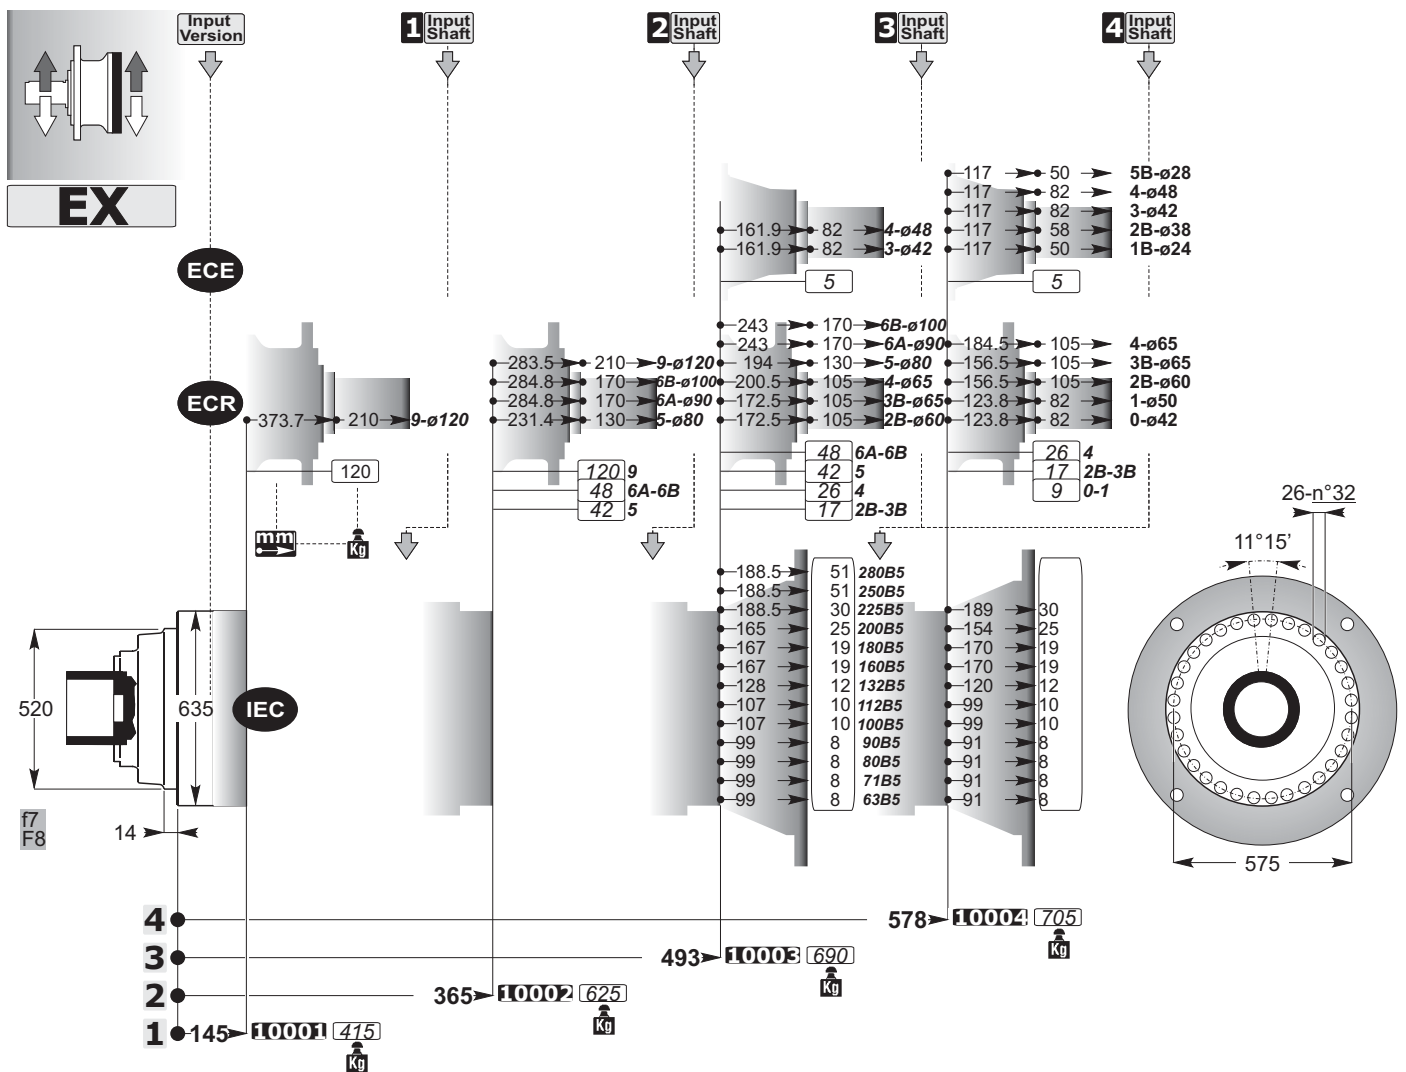 Input
Version
1 Input
Shaft
2 Input
Shaft
3 Input
Shaft
4 Input
Shaft
EX
ECE
ECR
IEC
161.9 82 4-ø48
161.9 82 3-ø42
5
117 50 5B-ø28
117 82 4-ø48
117 82 3-ø42
117 58 2B-ø38
117 50 1B-ø24
5
373.7 210 9-ø120
120
mm
Kg
283.5 210 9-ø120
284.8 170 6B-ø100
284.8 170 6A-ø90
231.4 130 5-ø80
120 9
48 6A-6B
42 5
243 170 6B-ø100
243 170 6A-ø90
194 130 5-ø80
200.5 105 4-ø65
172.5 105 3B-ø65
172.5 105 2B-ø60
48 6A-6B
42 5
26 4
17 2B-3B
184.5 105 4-ø65
156.5 105 3B-ø65
156.5 105 2B-ø60
123.8 82 1-ø50
123.8 82 0-ø42
26 4
17 2B-3B
9 0-1
188.5 51 280B5
188.5 51 250B5
188.5 30 225B5 189 30
165 25 200B5 154 25
167 19 180B5 170 19
167 19 160B5 170 19
128 12 132B5 120 12
107 10 112B5 99 10
107 10 100B5 99 10
99 8 90B5 91 8
99 8 80B5 91 8
99 8 71B5 91 8
99 8 63B5 91 8
520
635
f7
F8
14
26-n°32
11°15’
575
4 578 10004 705
Kg
3 493 10003 690
Kg
2 365 10002 625
Kg
1 145 10001 415
Kg